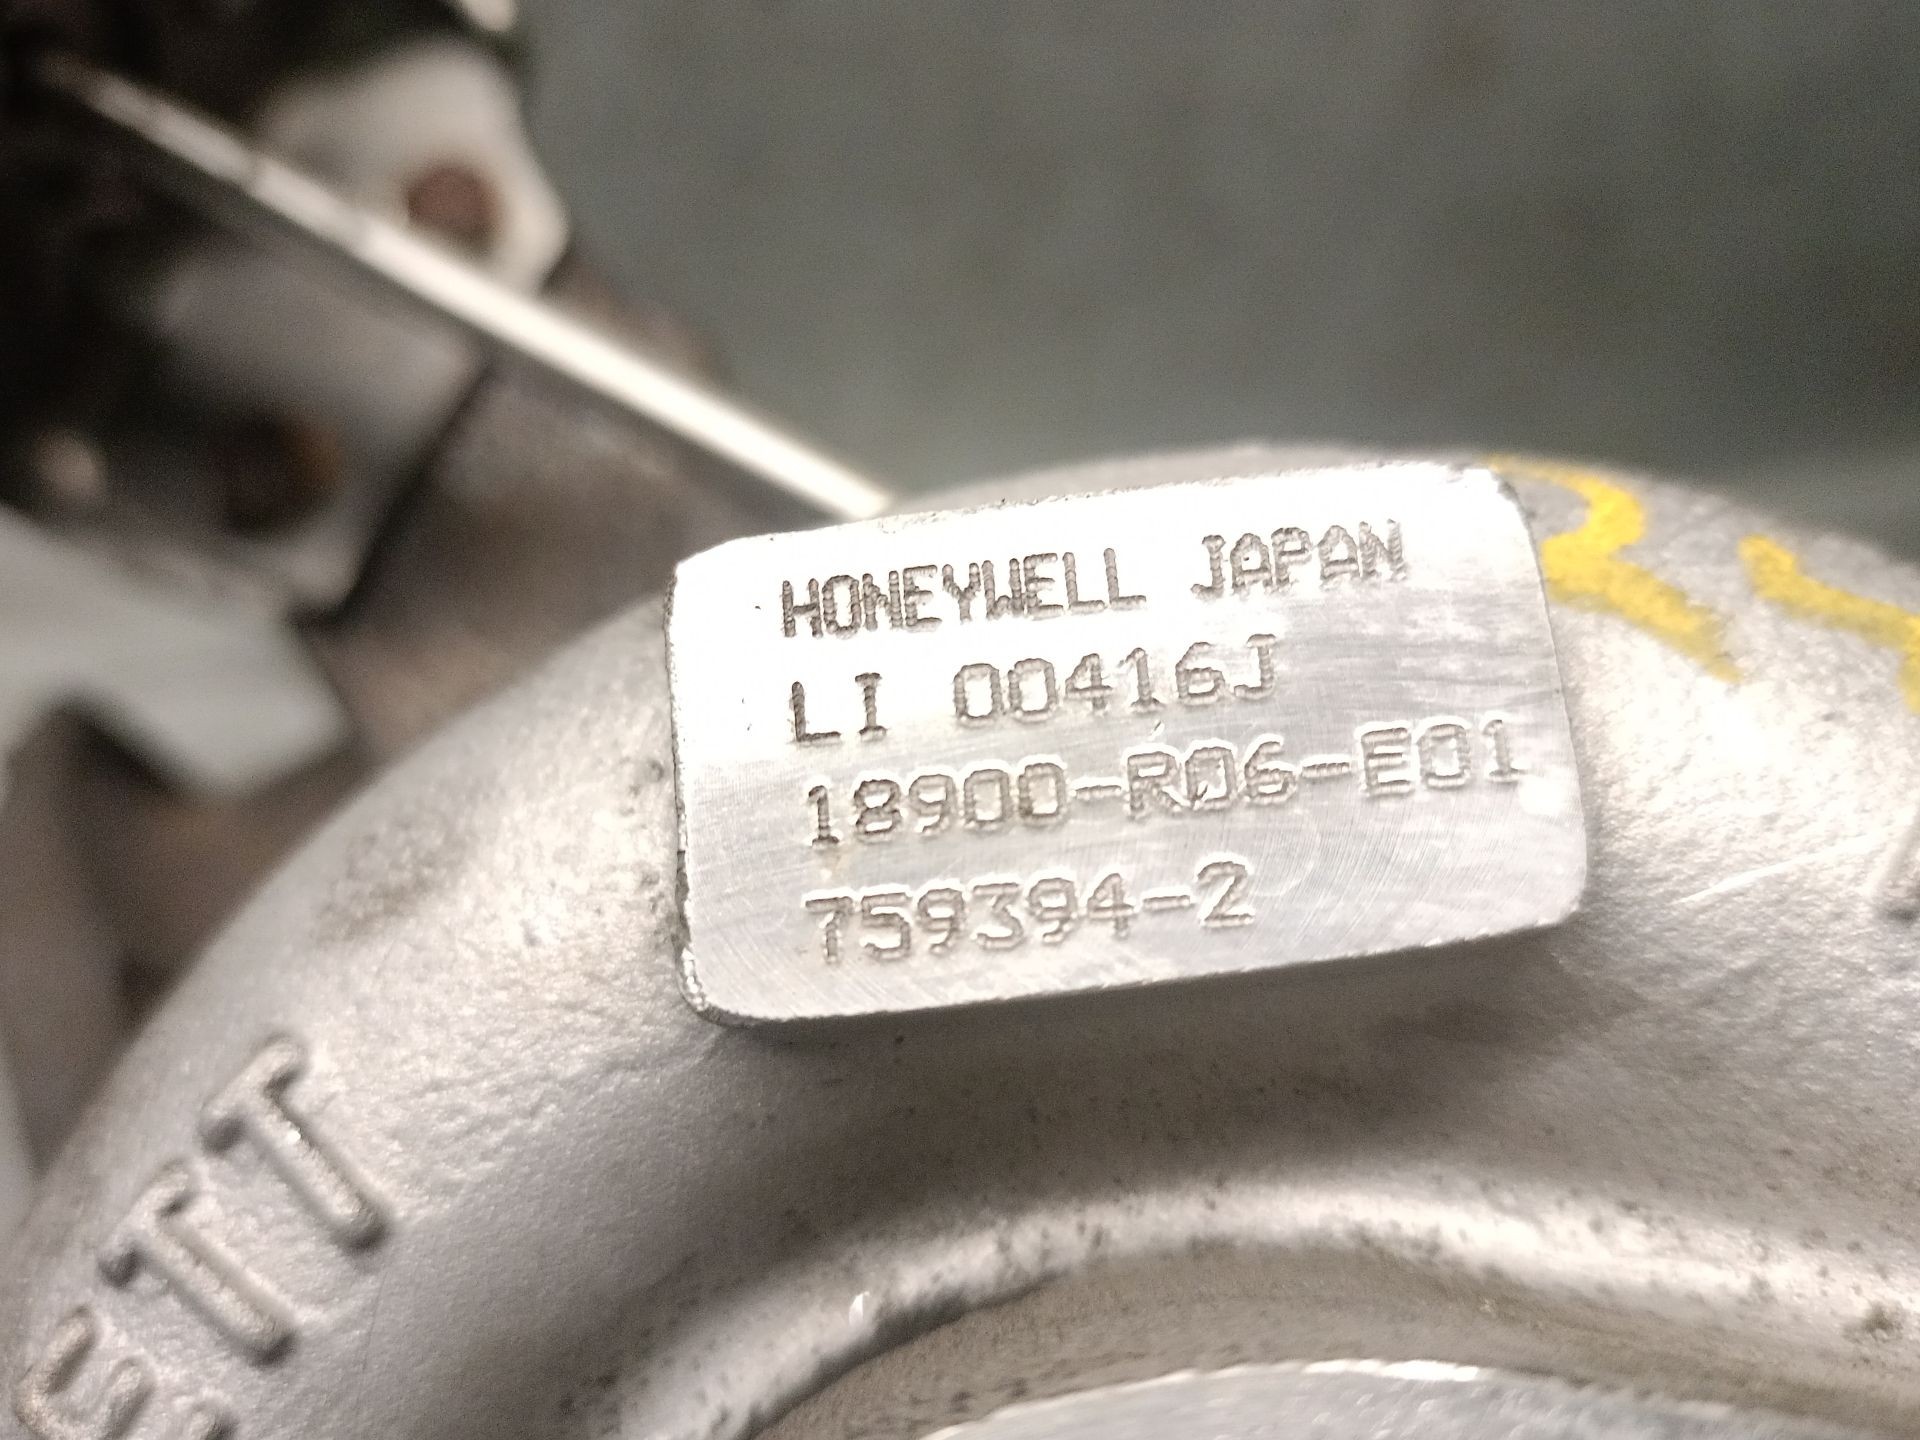 HONEYWELL JAPAN
LI 00416J
18900-R06-E01
759394-2